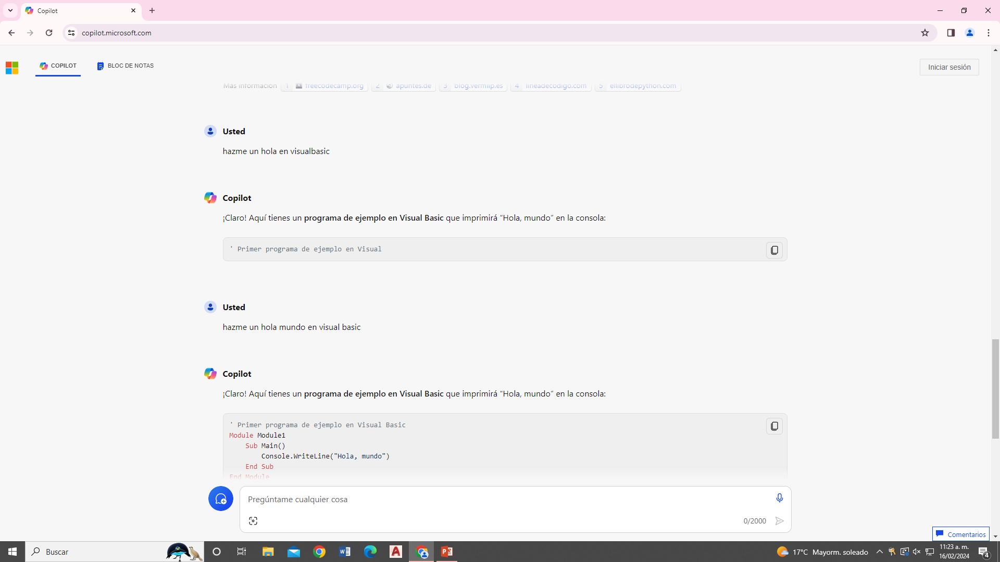 Copilot
copilot.microsoft.com
COPILOT
BLOC DE NOTAS
Iniciar sesión
Más información 1 freecodecamp.org 2 apuntes.de 3 blog.vermiip.es 4 lineadecodigo.com 5 ellibrodepython.com
Usted
hazme un hola en visualbasic
Copilot
¡Claro! Aquí tienes un programa de ejemplo en Visual Basic que imprimirá “Hola, mundo” en la consola:
' Primer programa de ejemplo en Visual
Usted
hazme un hola mundo en visual basic
Copilot
¡Claro! Aquí tienes un programa de ejemplo en Visual Basic que imprimirá “Hola, mundo” en la consola:
' Primer programa de ejemplo en Visual Basic
Module Module1
Sub Main()
Console.WriteLine("Hola, mundo")
End Sub
End Module
Pregúntame cualquier cosa
0/2000
Comentarios
Buscar
17°C Mayorm. soleado
11:23 a. m.
16/02/2024
4